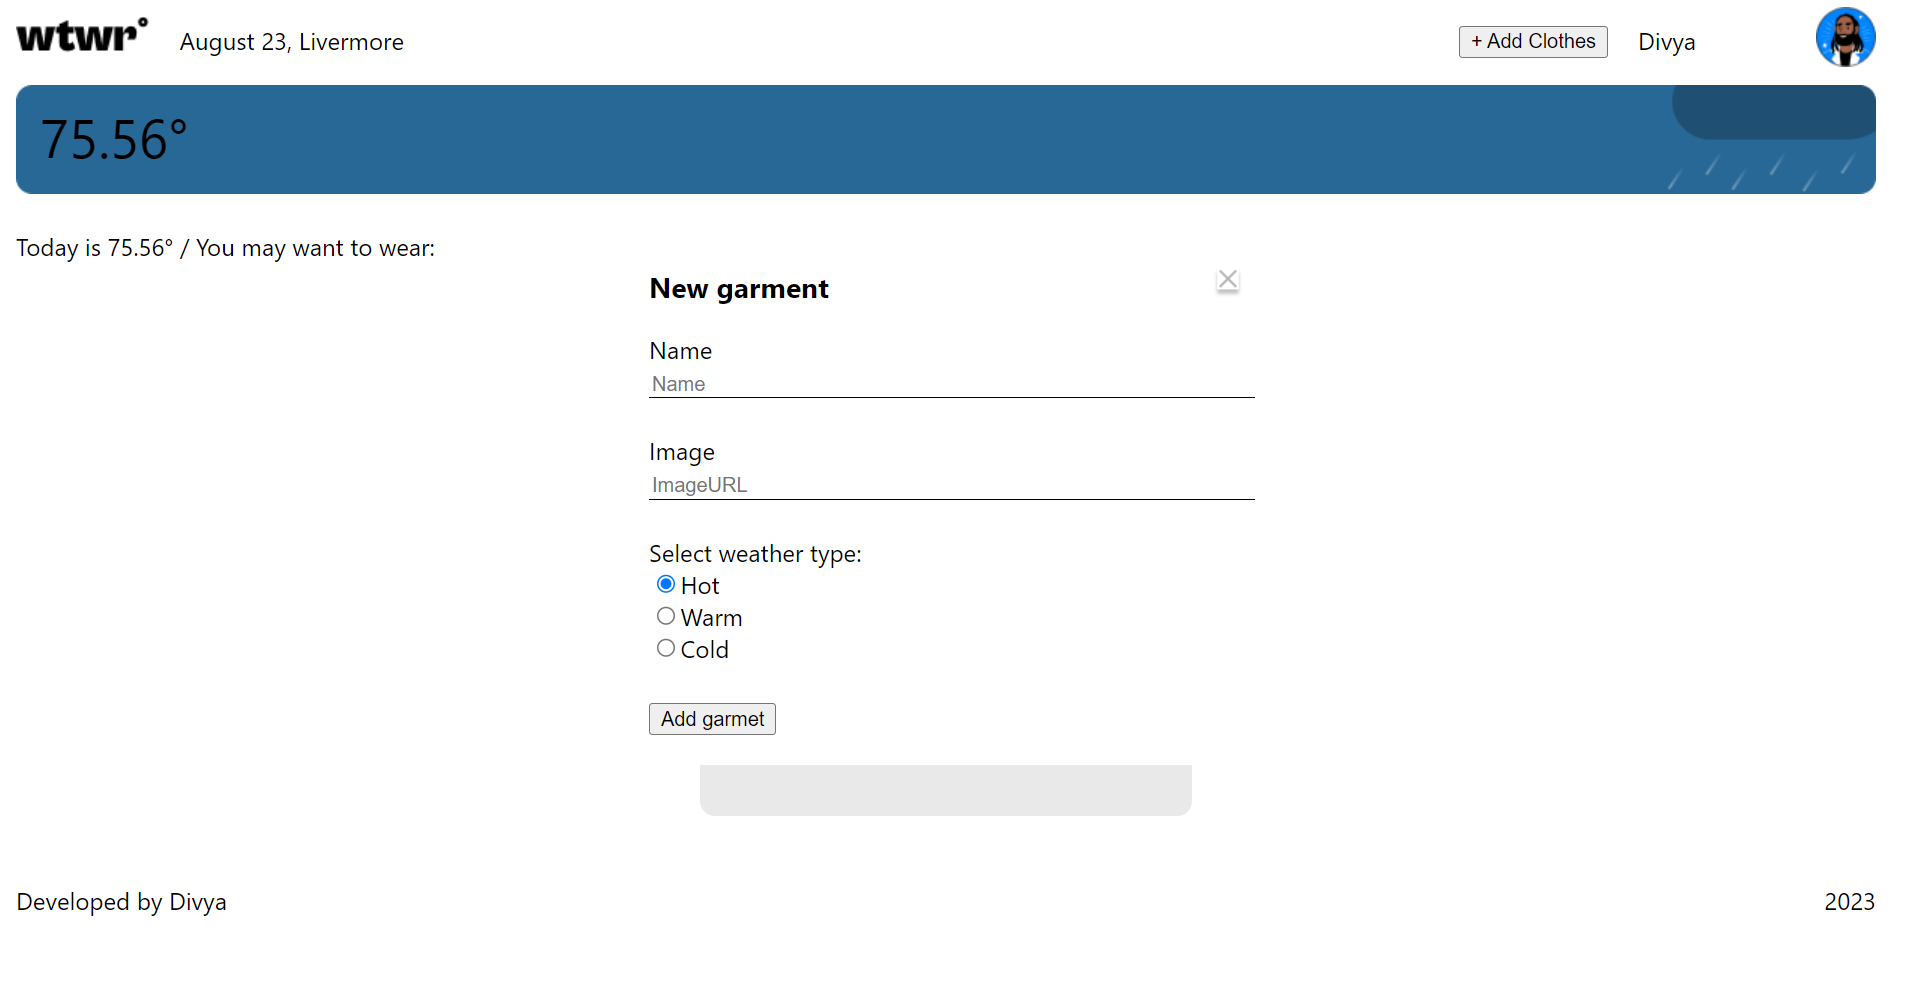 wtwr° August 23, Livermore + Add Clothes Divya
75.56°
Today is 75.56° / You may want to wear:
New garment
Name
Name
Image
ImageURL
Select weather type:
Hot
Warm
Cold
Add garmet
Developed by Divya 2023